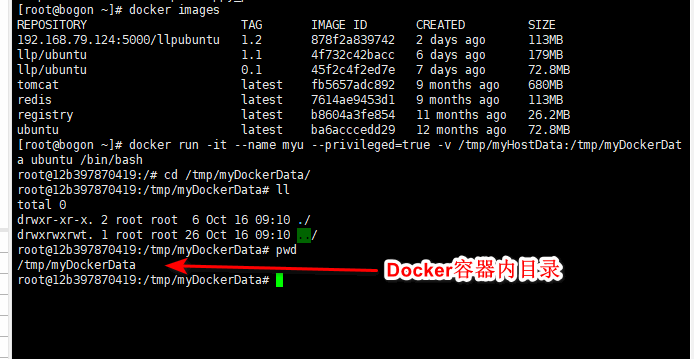 [root@bogon ~]# docker images
REPOSITORY TAG IMAGE ID CREATED SIZE
192.168.79.124:5000/llpubuntu 1.2 878f2a839742 2 days ago 113MB
llp/ubuntu 1.1 4f732c42bacc 6 days ago 179MB
llp/ubuntu 0.1 45f2c4f2ed7e 7 days ago 72.8MB
tomcat latest fb5657adc892 9 months ago 680MB
redis latest 7614ae9453d1 9 months ago 113MB
registry latest b8604a3fe854 11 months ago 26.2MB
ubuntu latest ba6acccedd29 12 months ago 72.8MB
[root@bogon ~]# docker run -it --name myu --privileged=true -v /tmp/myHostData:/tmp/myDockerDat
a ubuntu /bin/bash
root@12b397870419:/# cd /tmp/myDockerData/
root@12b397870419:/tmp/myDockerData# ll
total 0
drwxr-xr-x. 2 root root  6 Oct 16 09:10 ./
drwxrwxrwt. 1 root root 26 Oct 16 09:10 ../
root@12b397870419:/tmp/myDockerData# pwd
/tmp/myDockerData
Docker容器内目录
root@12b397870419:/tmp/myDockerData#